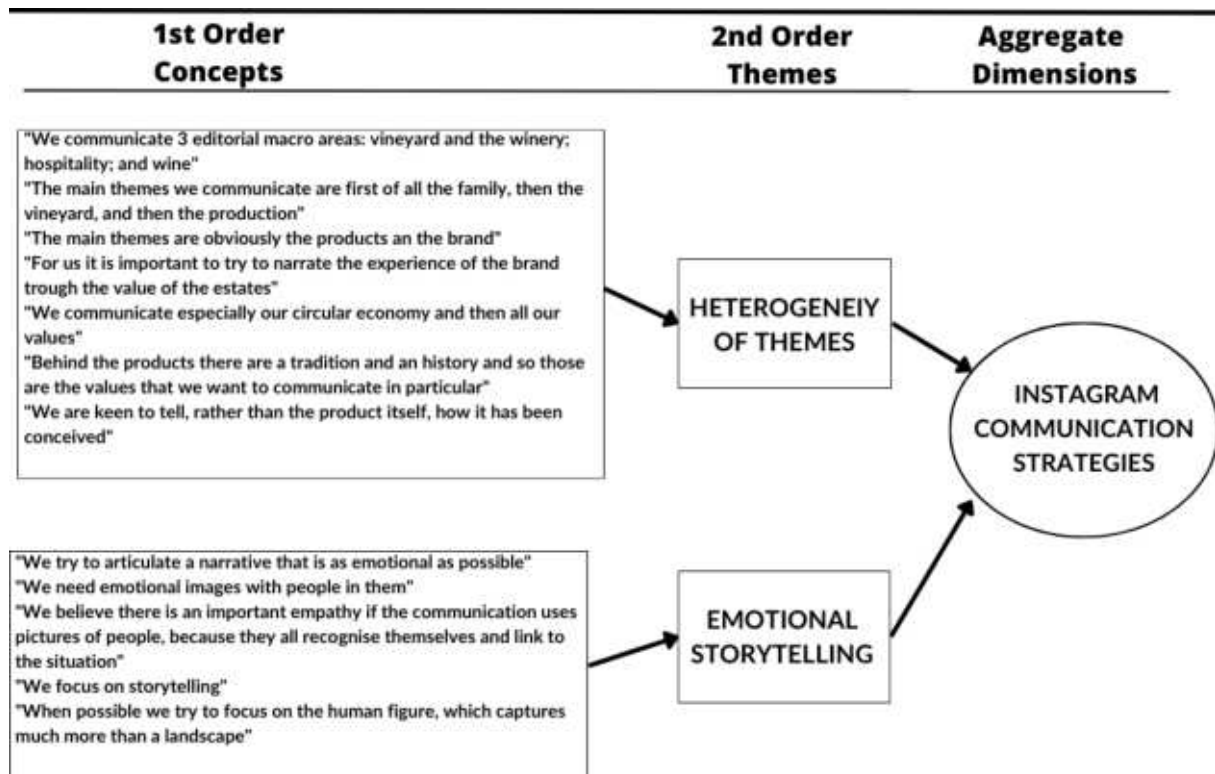 1st Order
Concepts
2nd Order
Themes
Aggregate
Dimensions
"We communicate 3 editorial macro areas: vineyard and the winery;
hospitality; and wine"
"The main themes we communicate are first of all the family, then the
vineyard, and then the production"
"The main themes are obviously the products an the brand"
"For us it is important to try to narrate the experience of the brand
trough the value of the estates"
"We communicate especially our circular economy and then all our
values"
"Behind the products there are a tradition and an history and so those
are the values that we want to communicate in particular"
"We are keen to tell, rather than the product itself, how it has been
conceived"
HETEROGENEIY
OF THEMES
INSTAGRAM
COMMUNICATION
STRATEGIES
"We try to articulate a narrative that is as emotional as possible"
"We need emotional images with people in them"
"We believe there is an important empathy if the communication uses
pictures of people, because they all recognise themselves and link to
the situation"
"We focus on storytelling"
"When possible we try to focus on the human figure, which captures
much more than a landscape"
EMOTIONAL
STORYTELLING